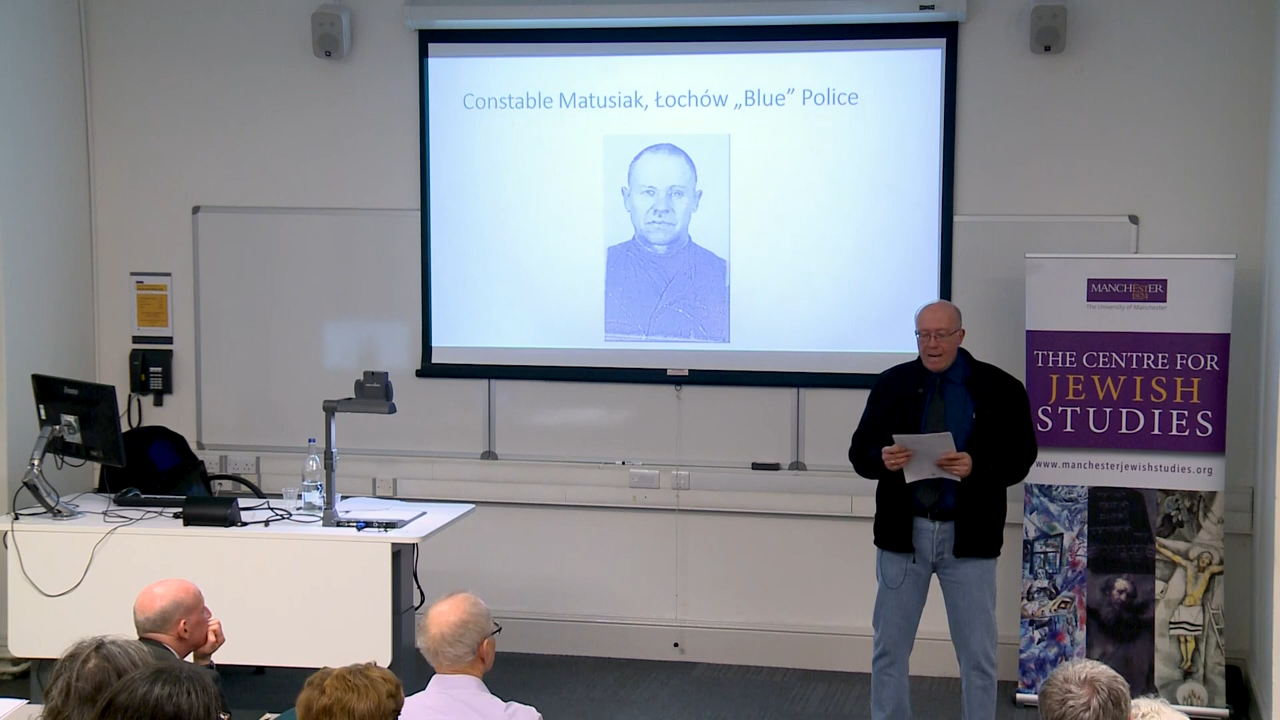 Constable Matusiak, Łochów „Blue” Police
MANCHESTER
1824
The University of Manchester
THE CENTRE FOR
JEWISH
STUDIES
www.manchesterjewishstudies.org